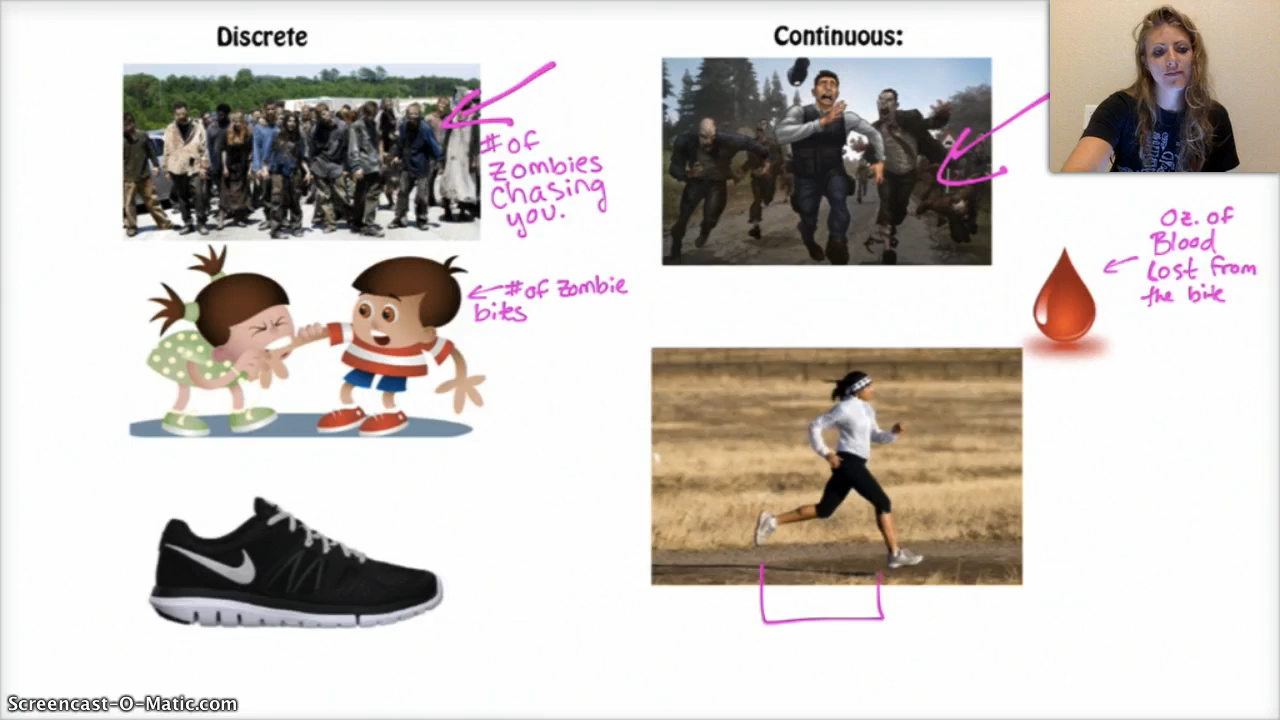 Discrete
Continuous:
# of
Zombies
Chasing
you.
# of Zombie
bites
Oz. of
Blood
Lost from
the bite
Screencast-O-Matic.com